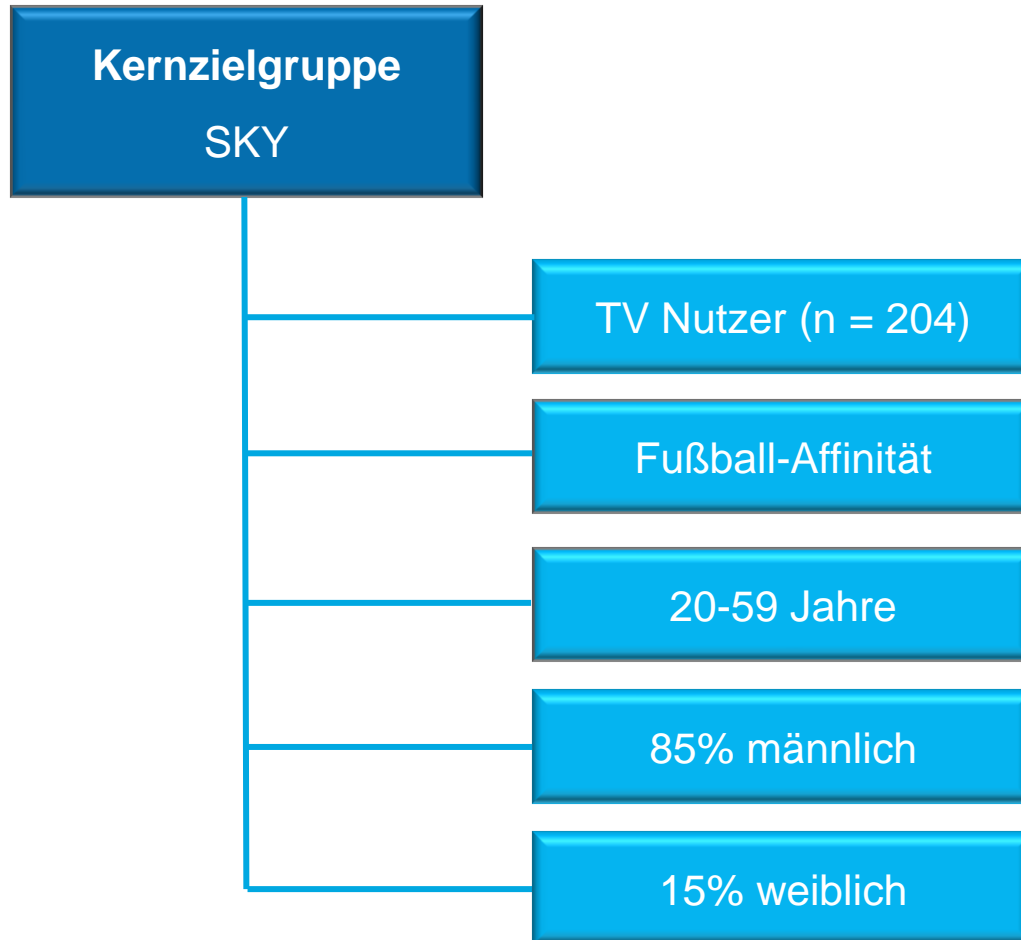 Kernzielgruppe
SKY
TV Nutzer (n = 204)
Fußball-Affinität
20-59 Jahre
85% männlich
15% weiblich